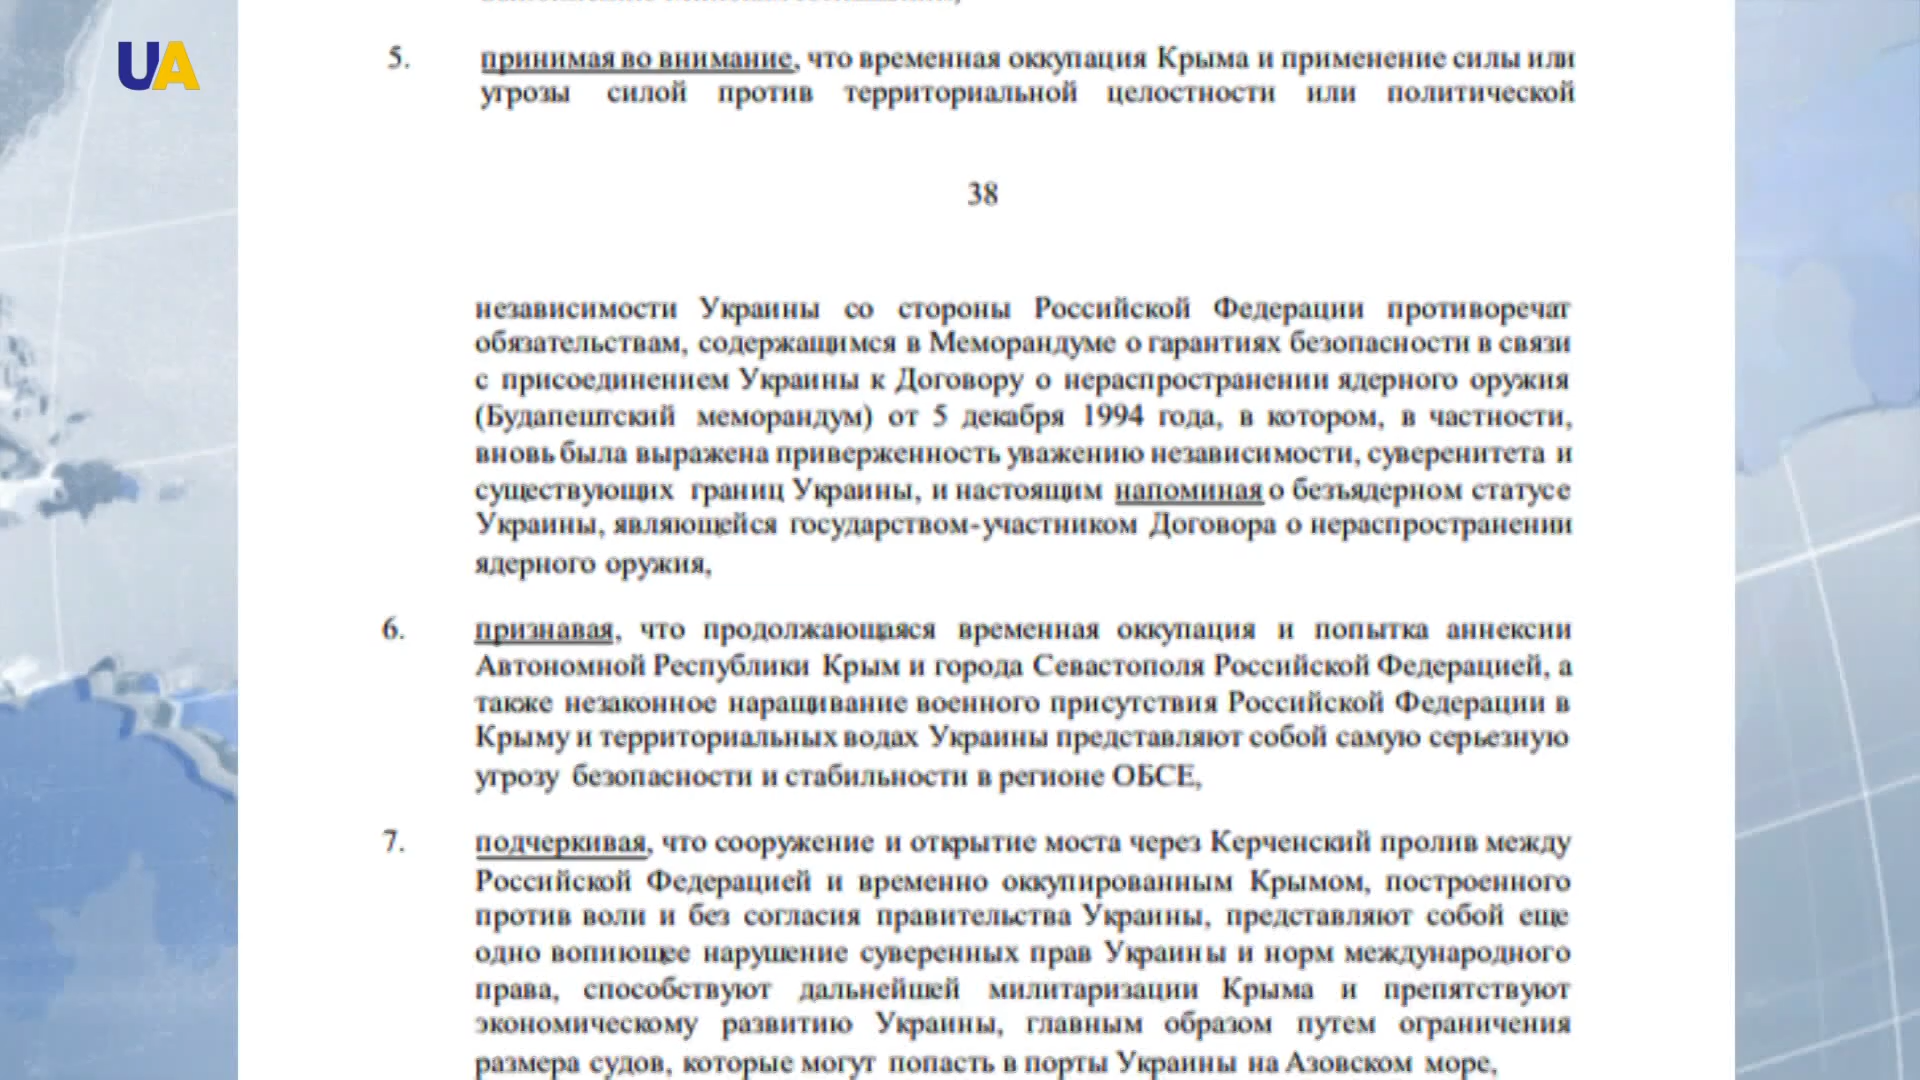 UA
5. принимая во внимание, что временная оккупация Крыма и применение силы или
угрозы силой против территориальной целостности или политической
38
независимости Украины со стороны Российской Федерации противоречат
обязательствам, содержащимся в Меморандуме о гарантиях безопасности в связи
с присоединением Украины к Договору о нераспространении ядерного оружия
(Будапештский меморандум) от 5 декабря 1994 года, в котором, в частности,
вновь была выражена приверженность уважению независимости, суверенитета и
существующих границ Украины, и настоящим напоминая о безъядерном статусе
Украины, являющейся государством-участником Договора о нераспространении
ядерного оружия,
6. признавая, что продолжающаяся временная оккупация и попытка аннексии
Автономной Республики Крым и города Севастополя Российской Федерацией, а
также незаконное наращивание военного присутствия Российской Федерации в
Крыму и территориальных водах Украины представляют собой самую серьезную
угрозу безопасности и стабильности в регионе ОБСЕ,
7. подчеркивая, что сооружение и открытие моста через Керченский пролив между
Российской Федерацией и временно оккупированным Крымом, построенного
против воли и без согласия правительства Украины, представляют собой еще
одно вопиющее нарушение суверенных прав Украины и норм международного
права, способствуют дальнейшей милитаризации Крыма и препятствуют
экономическому развитию Украины, главным образом путем ограничения
размера судов, которые могут попасть в порты Украины на Азовском море,